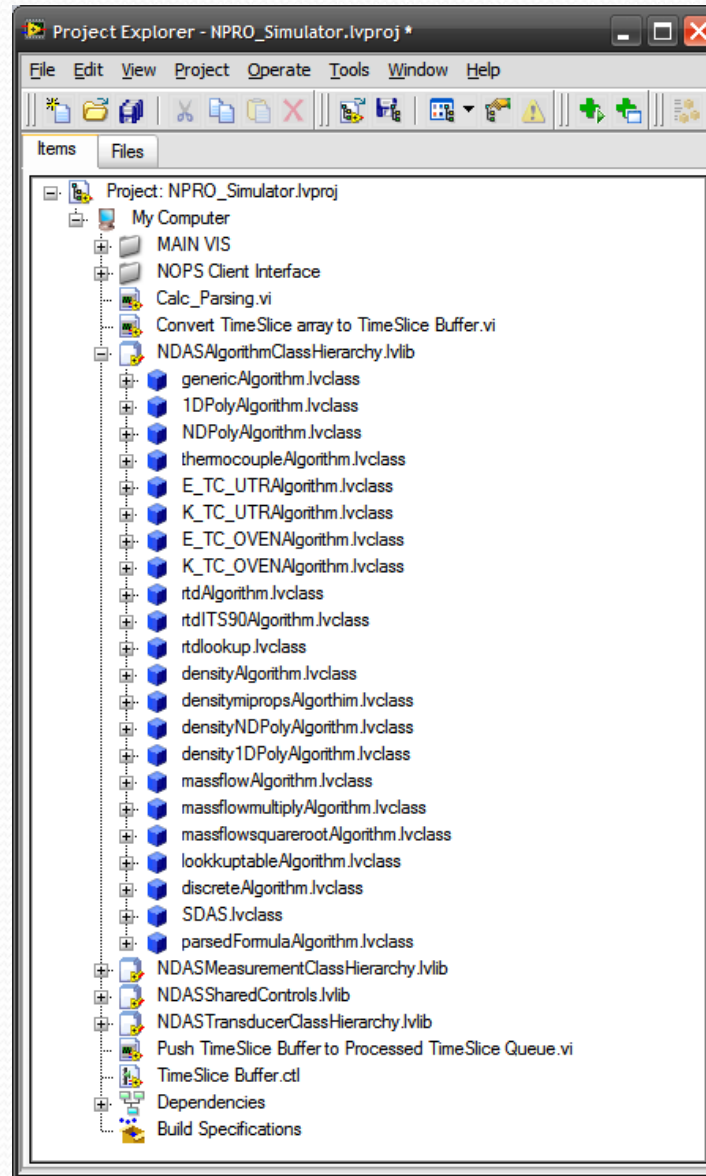 Project Explorer - NPRO_Simulator.lvproj *
File Edit View Project Operate Tools Window Help
Items Files
Project: NPRO_Simulator.lvproj
My Computer
MAIN VIS
NOPS Client Interface
Calc_Parsing.vi
Convert TimeSlice array to TimeSlice Buffer.vi
NDASAlgorithmClassHierarchy.lvlib
genericAlgorithm.lvclass
1DPolyAlgorithm.lvclass
NDPolyAlgorithm.lvclass
thermocoupleAlgorithm.lvclass
E_TC_UTRAlgorithm.lvclass
K_TC_UTRAlgorithm.lvclass
E_TC_OVENAlgorithm.lvclass
K_TC_OVENAlgorithm.lvclass
rtdAlgorithm.lvclass
rtdITS90Algorithm.lvclass
rtdlookup.lvclass
densityAlgorithm.lvclass
densitymipropsAlgorthim.lvclass
densityNDPolyAlgorithm.lvclass
density1DPolyAlgorithm.lvclass
massflowAlgorithm.lvclass
massflowmultiplyAlgorithm.lvclass
massflowsquarerootAlgorithm.lvclass
lookkuptableAlgorithm.lvclass
discreteAlgorithm.lvclass
SDAS.lvclass
parsedFormulaAlgorithm.lvclass
NDASMeasurementClassHierarchy.lvlib
NDASSharedControls.lvlib
NDASTransducerClassHierarchy.lvlib
Push TimeSlice Buffer to Processed TimeSlice Queue.vi
TimeSlice Buffer.ctl
Dependencies
Build Specifications